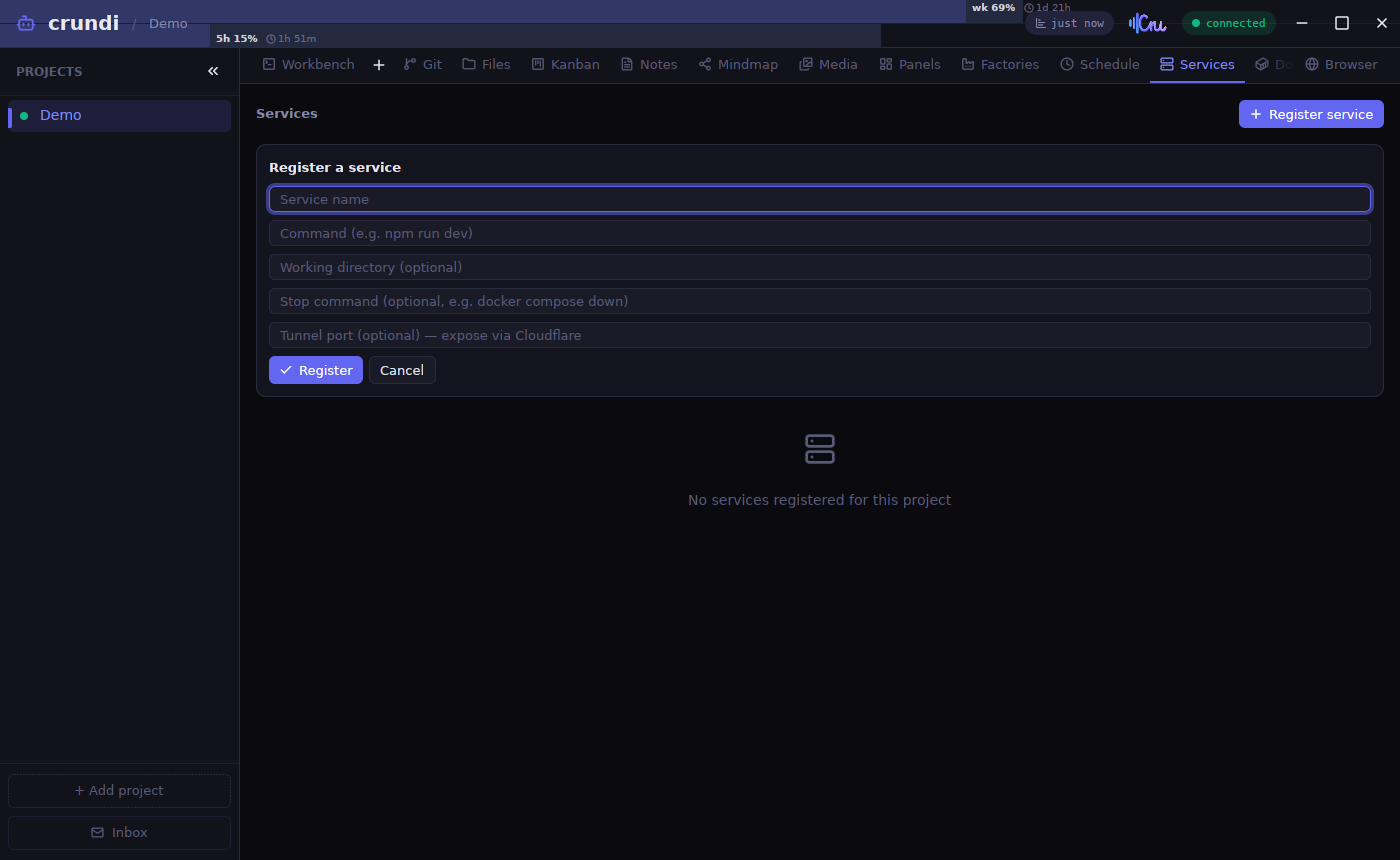 crundi / Demo
wk 69% 1d 21h
5h 15% 1h 51m
just now
connected
PROJECTS
Demo
+ Add project
Inbox
Workbench
Git
Files
Kanban
Notes
Mindmap
Media
Panels
Factories
Schedule
Services
Do
Browser
Services
+ Register service
Register a service
Service name
Command (e.g. npm run dev)
Working directory (optional)
Stop command (optional, e.g. docker compose down)
Tunnel port (optional) — expose via Cloudflare
Register
Cancel
No services registered for this project